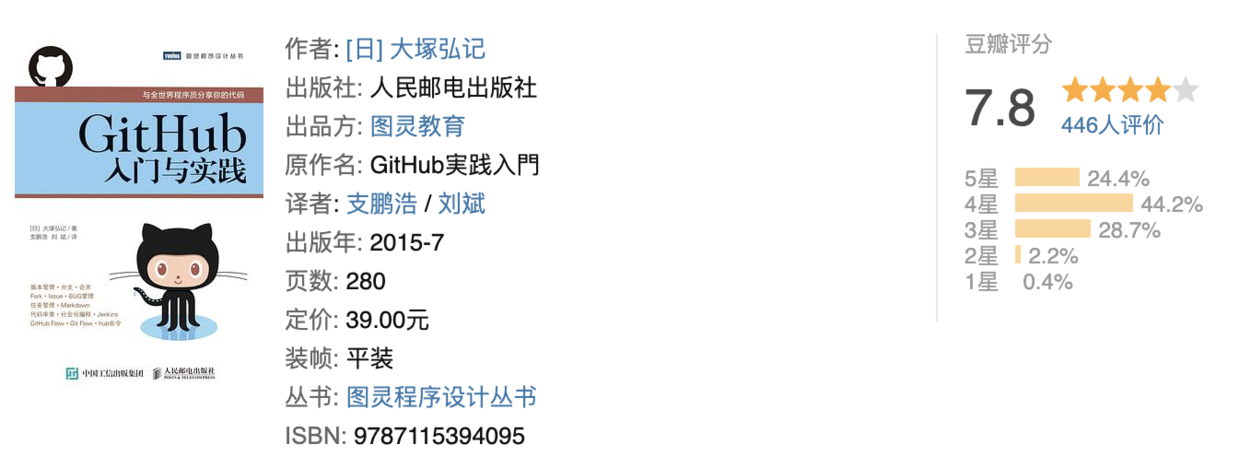 TURING 图灵程序设计丛书
与全世界程序员分享你的代码
GitHub
入门与实践
[日] 大塚弘记 / 著
支鹏浩 刘 斌 / 译
版本管理・分支・合并
Fork・Issue・BUG管理
任务管理・Markdown
代码审查・社会化编程・Jenkins
GitHub Flow・Git Flow・hub命令
中国工信出版集团 人民邮电出版社
POSTS & TELECOM PRESS
作者: [日] 大塚弘记
出版社: 人民邮电出版社
出品方: 图灵教育
原作名: GitHub実践入門
译者: 支鹏浩 / 刘斌
出版年: 2015-7
页数: 280
定价: 39.00元
装帧: 平装
丛书: 图灵程序设计丛书
ISBN: 9787115394095
豆瓣评分
7.8
446人评价
5星 24.4%
4星 44.2%
3星 28.7%
2星 2.2%
1星 0.4%